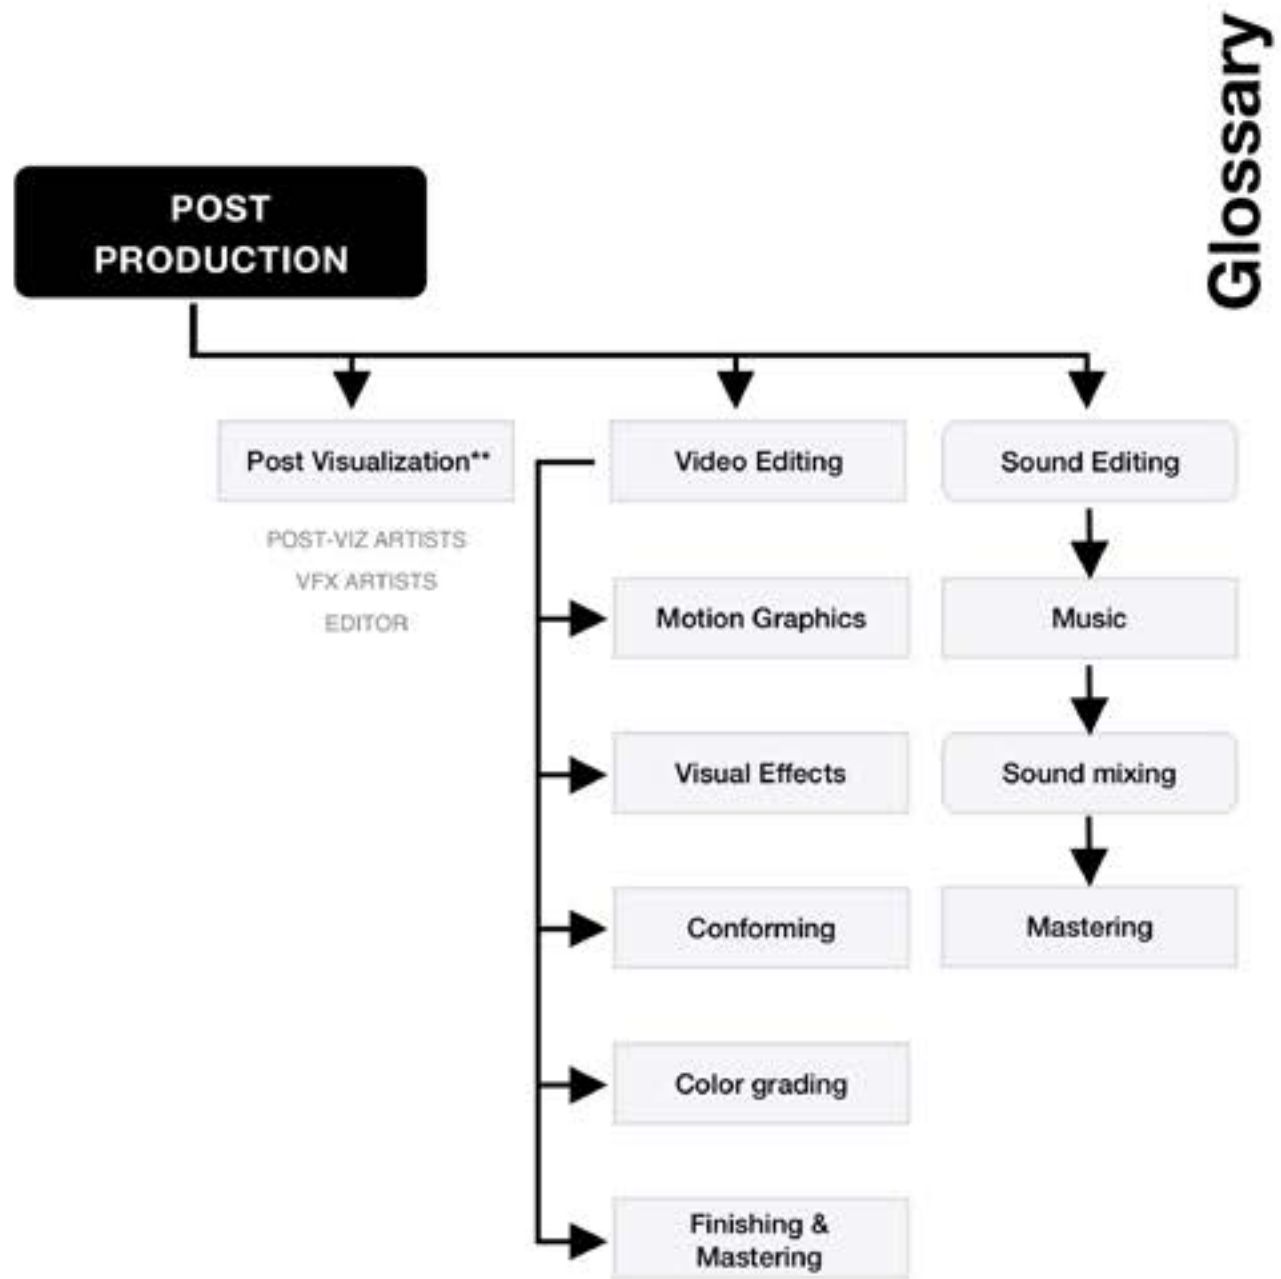 Glossary
POST
PRODUCTION
Post Visualization**
POST-VIZ ARTISTS
VFX ARTISTS
EDITOR
Video Editing
Motion Graphics
Visual Effects
Conforming
Color grading
Finishing &
Mastering
Sound Editing
Music
Sound mixing
Mastering